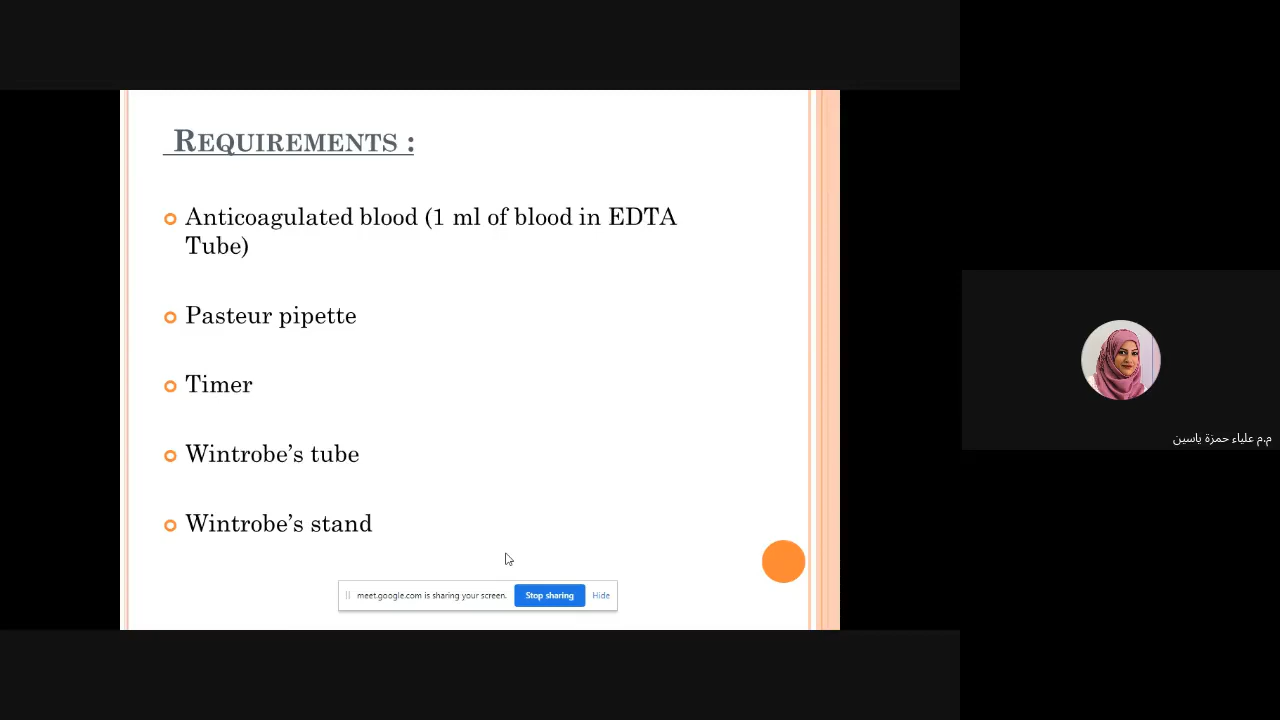 REQUIREMENTS :
Anticoagulated blood (1 ml of blood in EDTA
Tube)
Pasteur pipette
Timer
Wintrobe’s tube
Wintrobe’s stand
meet.google.com is sharing your screen.
Stop sharing
Hide
م.م علياء حمزة ياسين